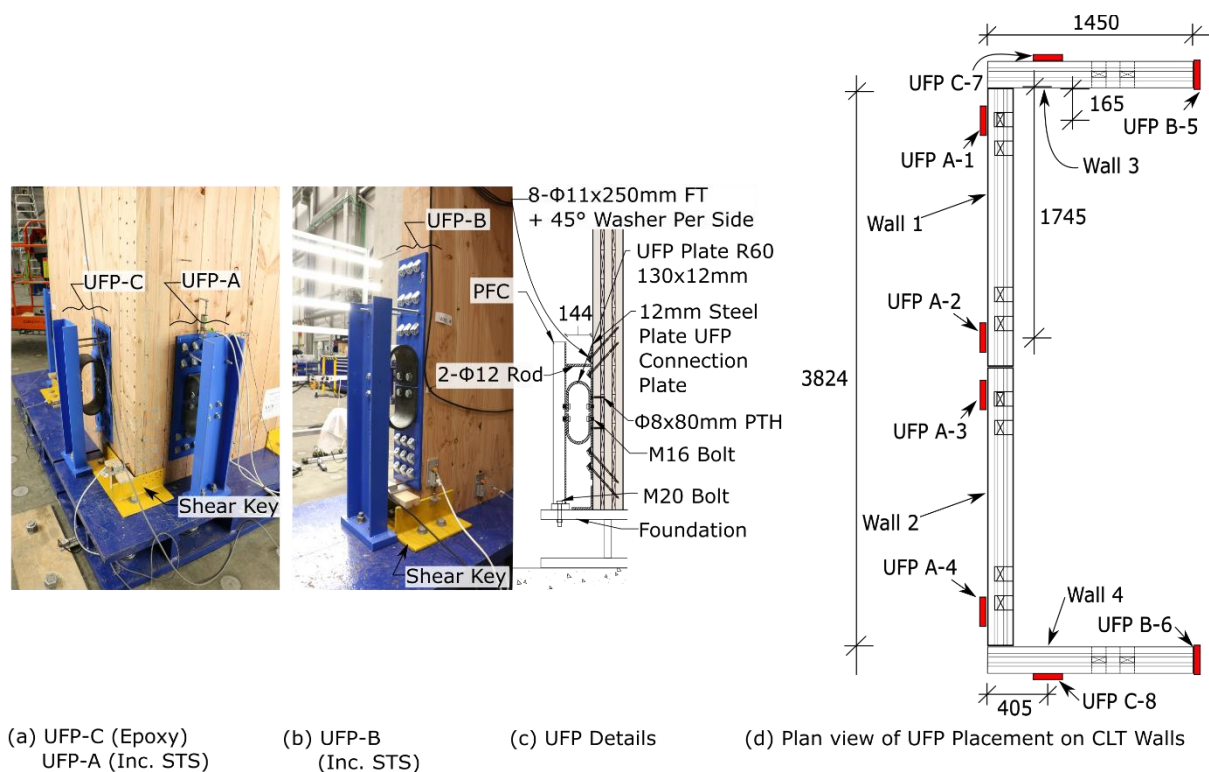 UFP-C
UFP-A
Shear Key
UFP-B
Shear Key
8-Φ11x250mm FT
+ 45° Washer Per Side
UFP Plate R60
130x12mm
PFC
144
12mm Steel
Plate UFP
Connection
Plate
2-Φ12 Rod
Φ8x80mm PTH
M16 Bolt
M20 Bolt
Foundation
1450
UFP C-7
165
UFP B-5
UFP A-1
Wall 3
Wall 1
1745
UFP A-2
3824
UFP A-3
Wall 2
UFP A-4
Wall 4
UFP B-6
405
UFP C-8
(a) UFP-C (Epoxy)
UFP-A (Inc. STS)
(b) UFP-B
(Inc. STS)
(c) UFP Details
(d) Plan view of UFP Placement on CLT Walls